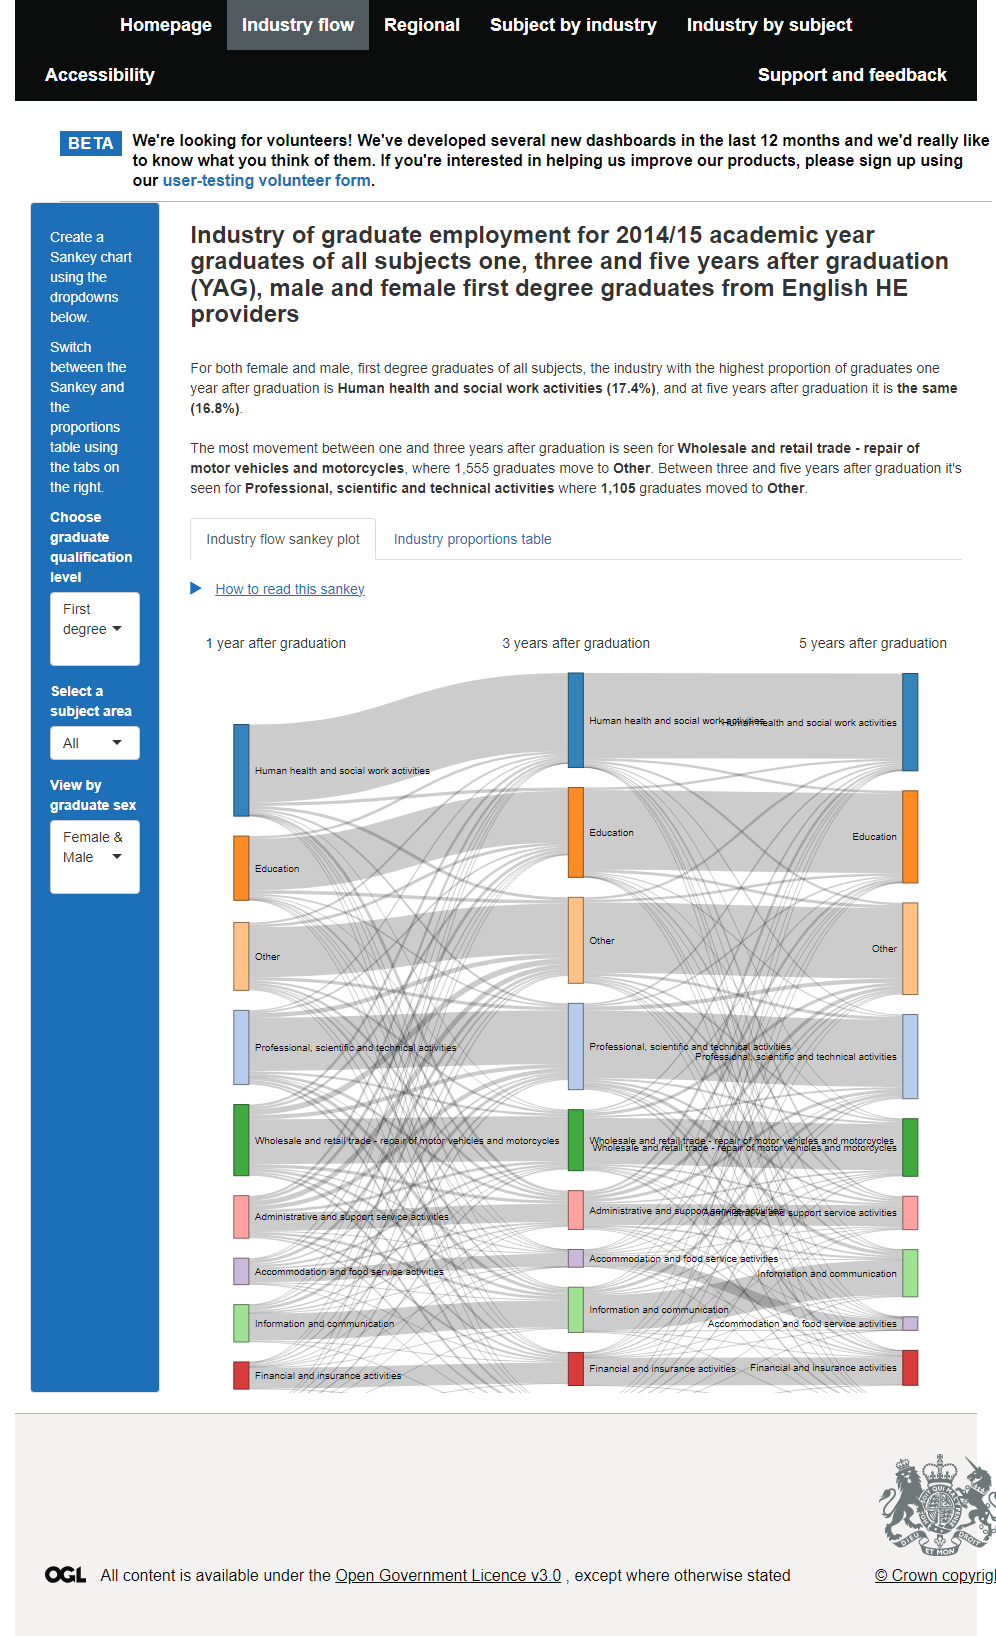 Homepage
Industry flow
Regional
Subject by industry
Industry by subject
Accessibility
Support and feedback
BETA
We're looking for volunteers! We've developed several new dashboards in the last 12 months and we'd really like
to know what you think of them. If you're interested in helping us improve our products, please sign up using
our user-testing volunteer form.
Create a
Sankey chart
using the
dropdowns
below.
Switch
between the
Sankey and
the
proportions
table using
the tabs on
the right.
Choose
graduate
qualification
level
First
degree
Select a
subject area
All
View by
graduate sex
Female &
Male
Industry of graduate employment for 2014/15 academic year
graduates of all subjects one, three and five years after graduation
(YAG), male and female first degree graduates from English HE
providers
For both female and male, first degree graduates of all subjects, the industry with the highest proportion of graduates one
year after graduation is Human health and social work activities (17.4%), and at five years after graduation it is the same
(16.8%).
The most movement between one and three years after graduation is seen for Wholesale and retail trade - repair of
motor vehicles and motorcycles, where 1,555 graduates move to Other. Between three and five years after graduation it's
seen for Professional, scientific and technical activities where 1,105 graduates moved to Other.
Industry flow sankey plot
Industry proportions table
How to read this sankey
1 year after graduation
3 years after graduation
5 years after graduation
Human health and social work activities
Education
Other
Professional, scientific and technical activities
Wholesale and retail trade - repair of motor vehicles and motorcycles
Administrative and support service activities
Accommodation and food service activities
Information and communication
Financial and insurance activities
Human health and social work activities
Education
Other
Professional, scientific and technical activities
Wholesale and retail trade - repair of motor vehicles and motorcycles
Administrative and support service activities
Accommodation and food service activities
Information and communication
Financial and insurance activities
Human health and social work activities
Education
Other
Professional, scientific and technical activities
Wholesale and retail trade - repair of motor vehicles and motorcycles
Administrative and support service activities
Information and communication
Accommodation and food service activities
Financial and insurance activities
OGL
All content is available under the Open Government Licence v3.0 , except where otherwise stated
© Crown copyrigh